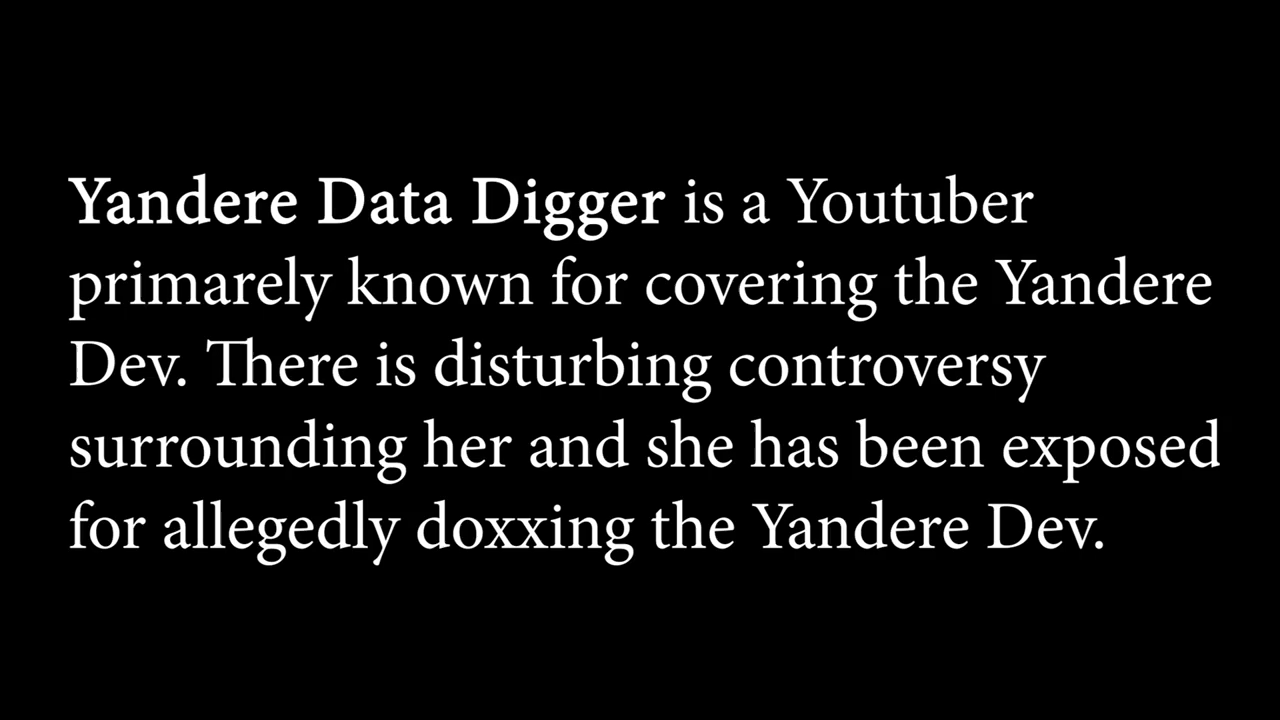 Yandere Data Digger is a Youtuber
primarely known for covering the Yandere
Dev. There is disturbing controversy
surrounding her and she has been exposed
for allegedly doxxing the Yandere Dev.